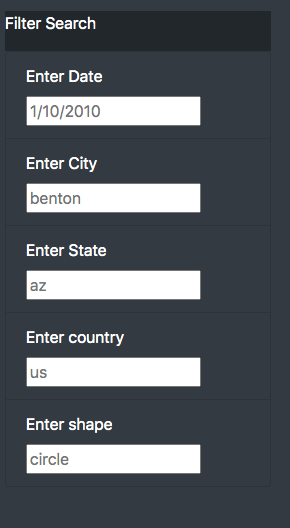 Filter Search
Enter Date
1/10/2010
Enter City
benton
Enter State
az
Enter country
us
Enter shape
circle